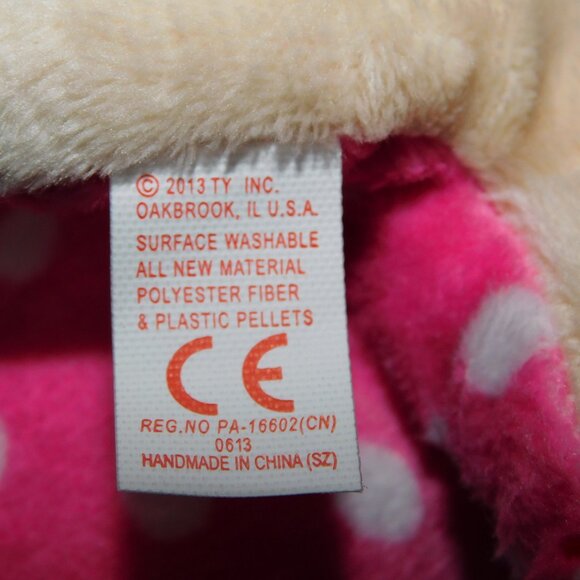 © 2013 TY INC.
OAKBROOK, IL U.S.A.
SURFACE WASHABLE
ALL NEW MATERIAL
POLYESTER FIBER
& PLASTIC PELLETS
CE
REG.NO PA-16602(CN)
0613
HANDMADE IN CHINA (SZ)